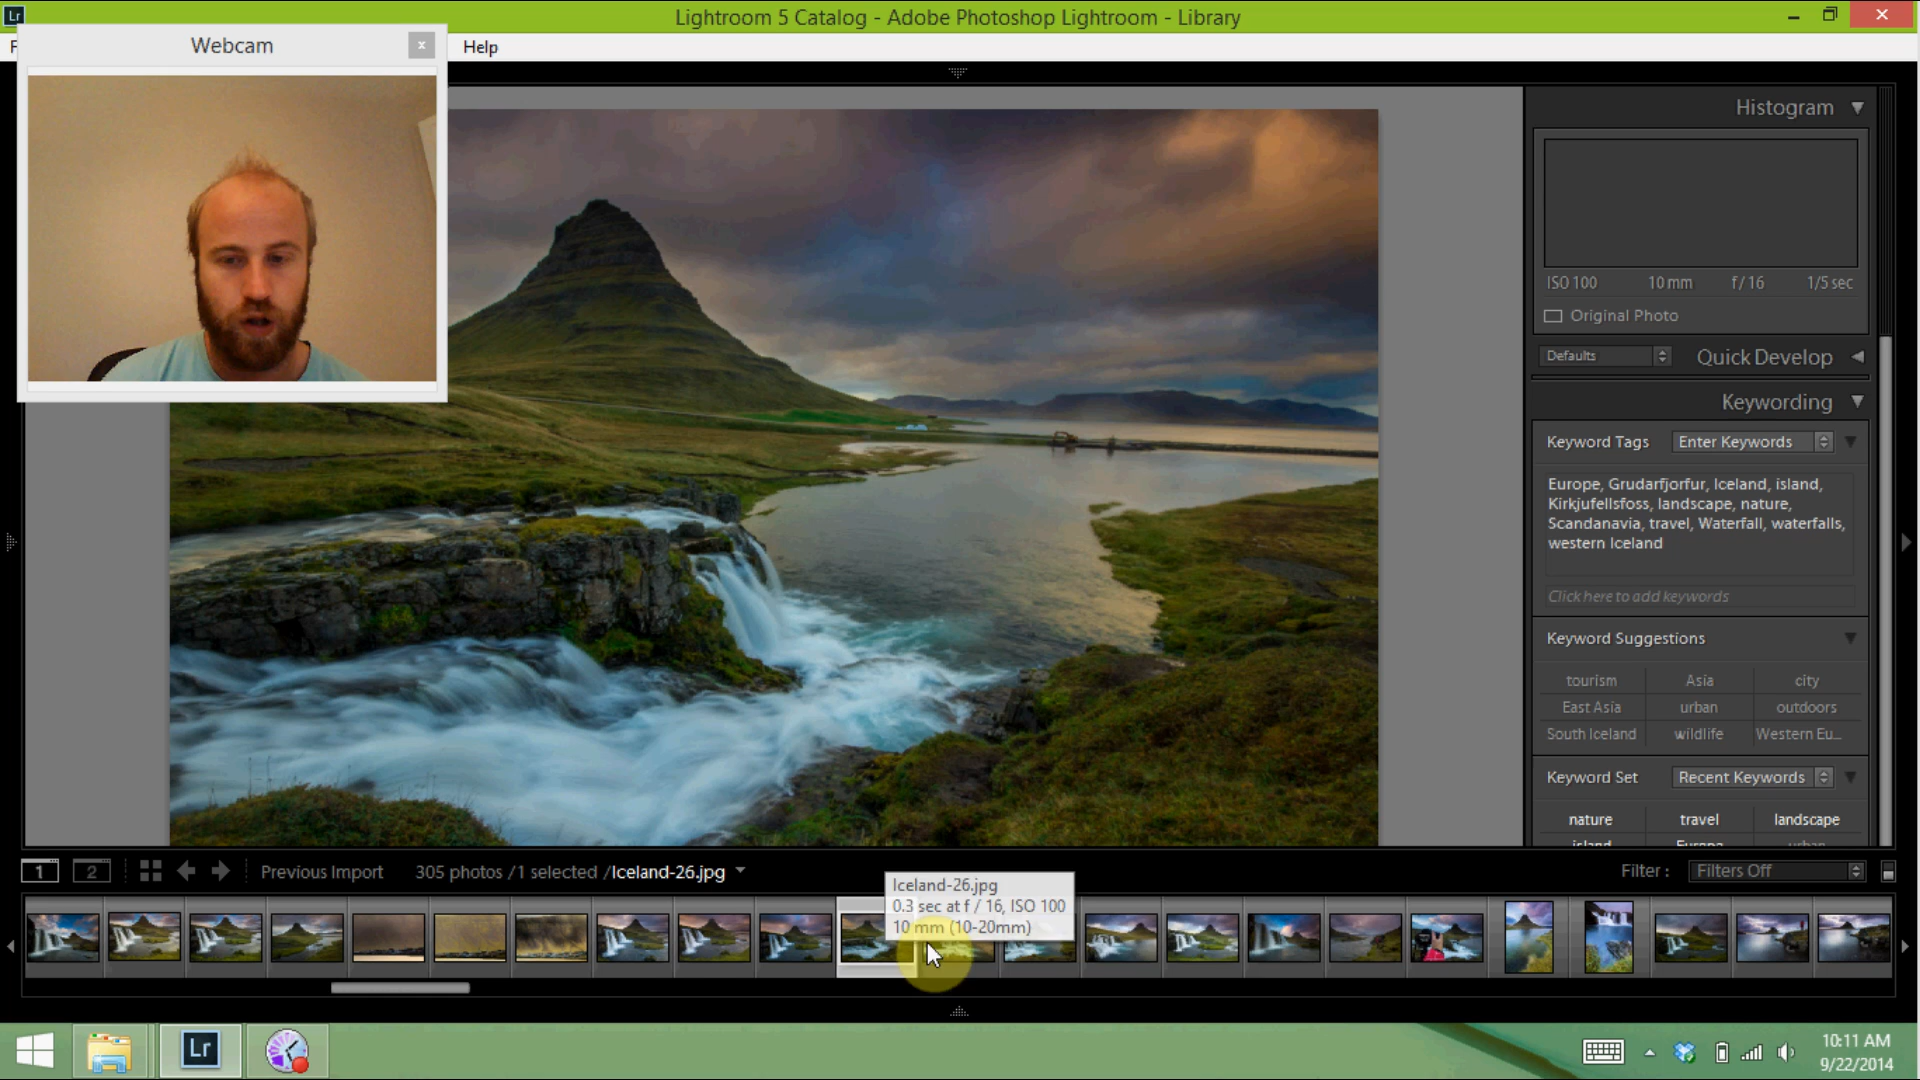 Lr
Lightroom 5 Catalog - Adobe Photoshop Lightroom - Library
Webcam
x
F
Help
Histogram
ISO 100 10 mm f / 16 1/5 sec
Original Photo
Defaults
Quick Develop
Keywording
Keyword Tags
Enter Keywords
Europe, Grudarfjorfur, Iceland, island,
Kirkjufellsfoss, landscape, nature,
Scandanavia, travel, Waterfall, waterfalls,
western Iceland
Click here to add keywords
Keyword Suggestions
tourism Asia city
East Asia urban outdoors
South Iceland wildlife Western Eu...
Keyword Set
Recent Keywords
nature travel landscape
island Europe urban
1 2
Previous Import
305 photos / 1 selected / Iceland-26.jpg
Filter :
Filters Off
Iceland-26.jpg
0.3 sec at f / 16, ISO 100
10 mm (10-20mm)
Lr
10:11 AM
9/22/2014